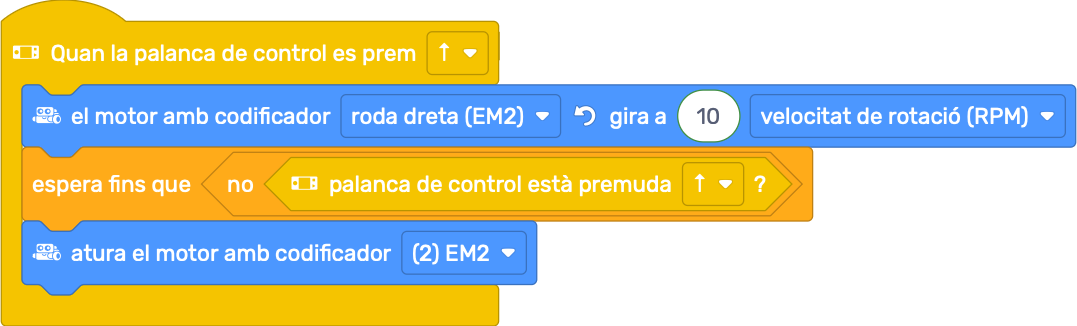 Quan la palanca de control es prem ↑
el motor amb codificador roda dreta (EM2) gira a 10 velocitat de rotació (RPM)
espera fins que no palanca de control està premuda ↑ ?
atura el motor amb codificador (2) EM2